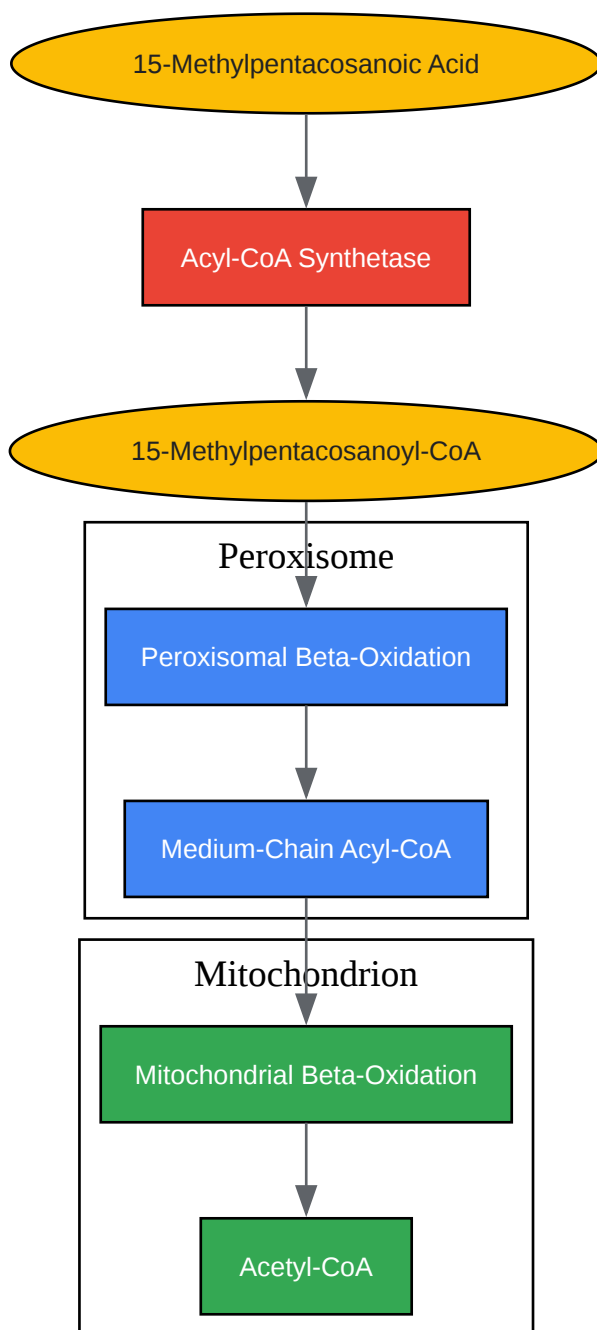 15-Methylpentacosanoic Acid
Acyl-CoA Synthetase
15-Methylpentacosanoyl-CoA
Peroxisome
Peroxisomal Beta-Oxidation
Medium-Chain Acyl-CoA
Mitochondrion
Mitochondrial Beta-Oxidation
Acetyl-CoA